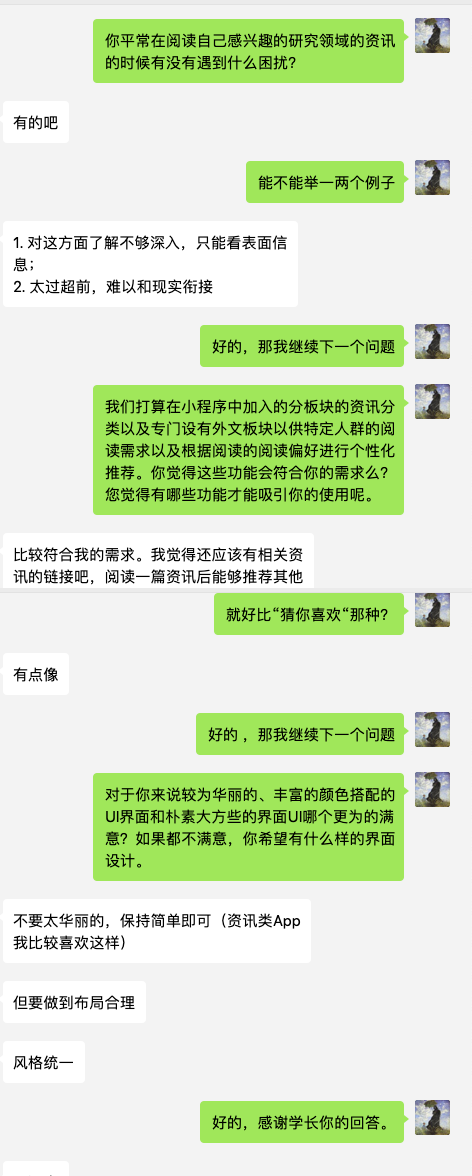 你平常在阅读自己感兴趣的研究领域的资讯
的时候有没有遇到什么困扰？
有的吧
能不能举一两个例子
1. 对这方面了解不够深入，只能看表面信
息；
2. 太过超前，难以和现实衔接
好的，那我继续下一个问题
我们打算在小程序中加入的分板块的资讯分
类以及专门设有外文板块以供特定人群的阅
读需求以及根据阅读的阅读偏好进行个性化
推荐。你觉得这些功能会符合你的需求么？
您觉得有哪些功能才能吸引你的使用呢。
比较符合我的需求。我觉得还应该有相关资
讯的链接吧，阅读一篇资讯后能够推荐其他
就好比“猜你喜欢“那种？
有点像
好的 ，那我继续下一个问题
对于你来说较为华丽的、丰富的颜色搭配的
UI界面和朴素大方些的界面UI哪个更为的满
意？如果都不满意，你希望有什么样的界面
设计。
不要太华丽的，保持简单即可（资讯类App
我比较喜欢这样）
但要做到布局合理
风格统一
好的，感谢学长你的回答。